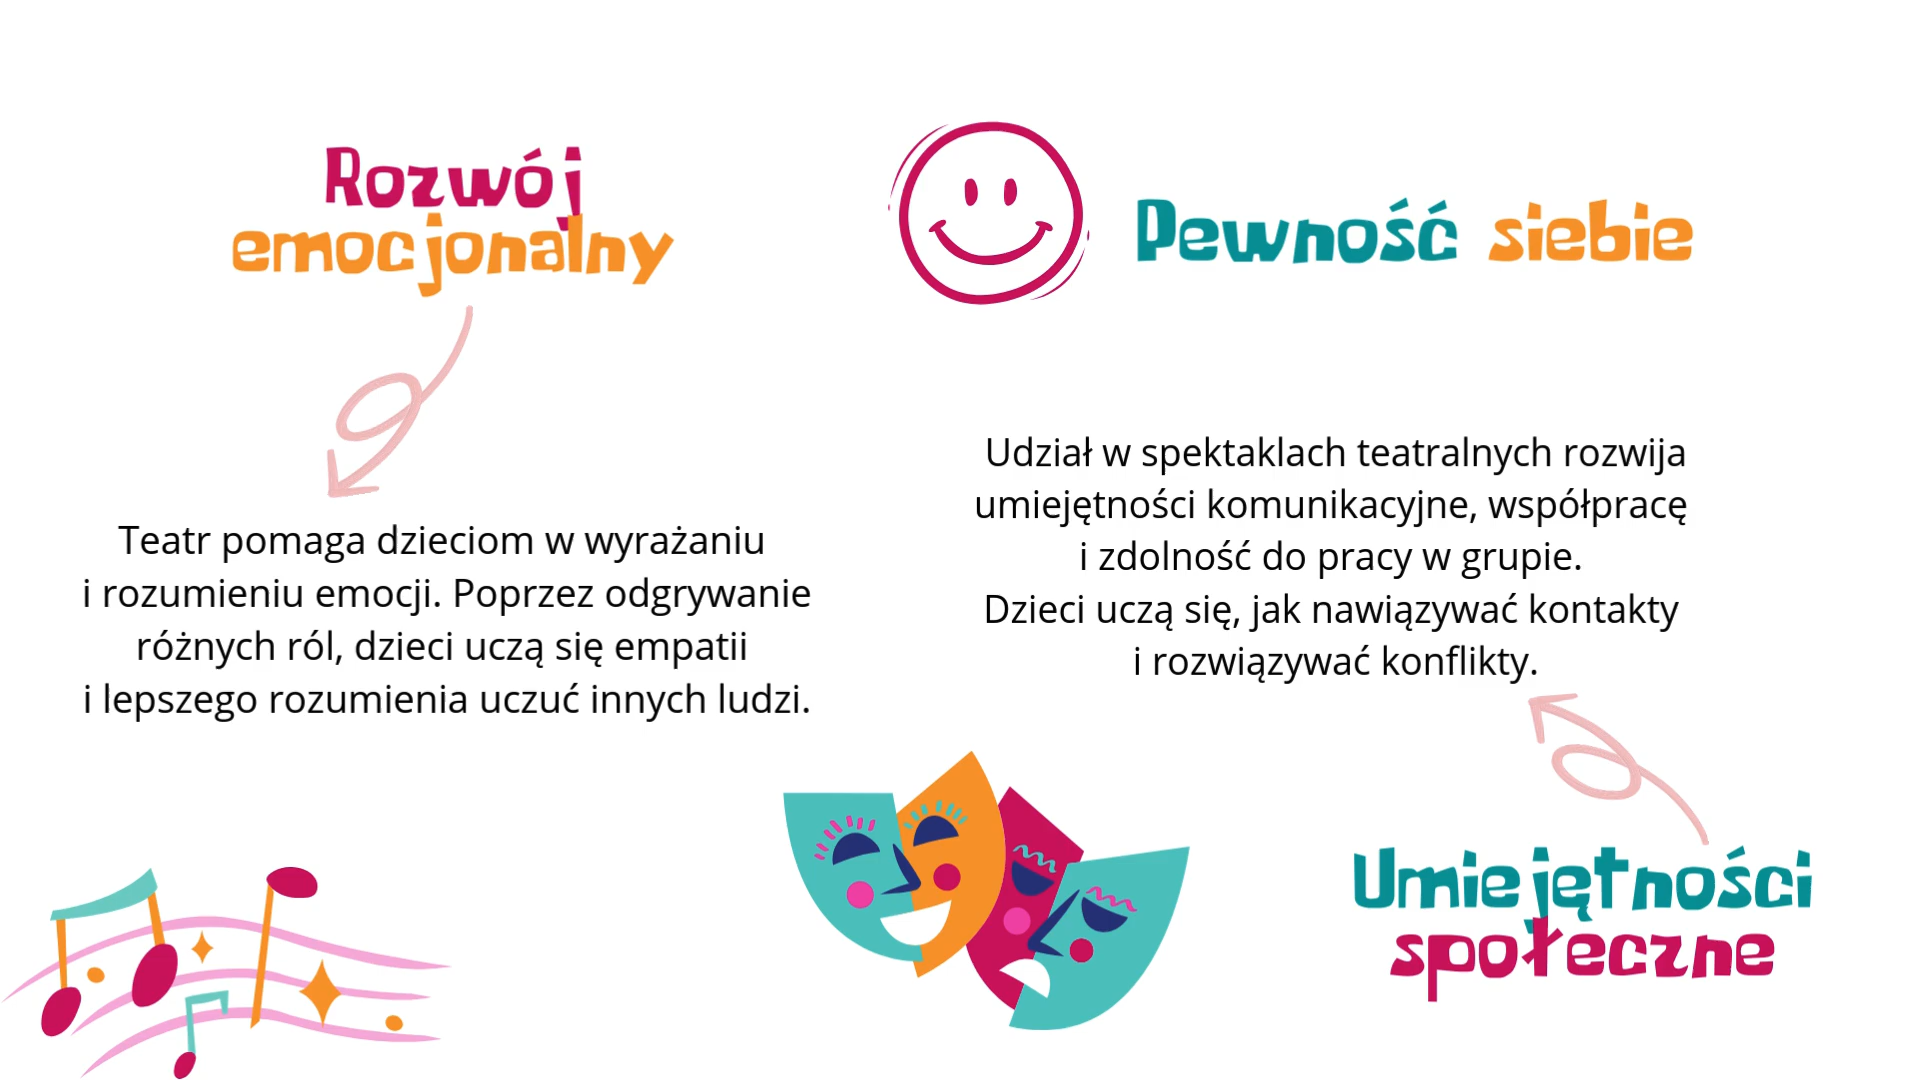 Rozwój
emocjonalny
Teatr pomaga dzieciom w wyrażaniu
i rozumieniu emocji. Poprzez odgrywanie
różnych ról, dzieci uczą się empatii
i lepszego rozumienia uczuć innych ludzi.
Pewność siebie
Udział w spektaklach teatralnych rozwija
umiejętności komunikacyjne, współpracę
i zdolność do pracy w grupie.
Dzieci uczą się, jak nawiązywać kontakty
i rozwiązywać konflikty.
Umiejętności
społeczne